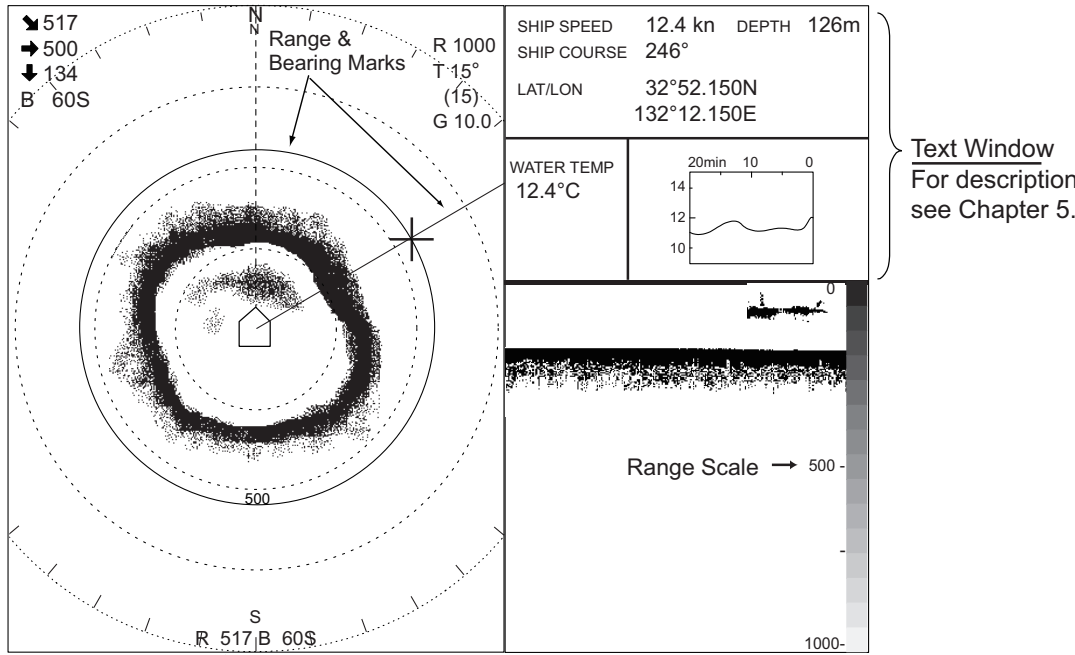 ➘ 517
➔ 500
🡇 134
B 60S
N
N
Range &
Bearing Marks
R 1000
T 15°
(15)
G 10.0
500
S
R 517 B 60S
SHIP SPEED 12.4 kn DEPTH 126m
SHIP COURSE 246°
LAT/LON 32°52.150N
132°12.150E
WATER TEMP
12.4°C
20min 10 0
14
12
10
0
Range Scale → 500
1000
Text Window
For description
see Chapter 5.